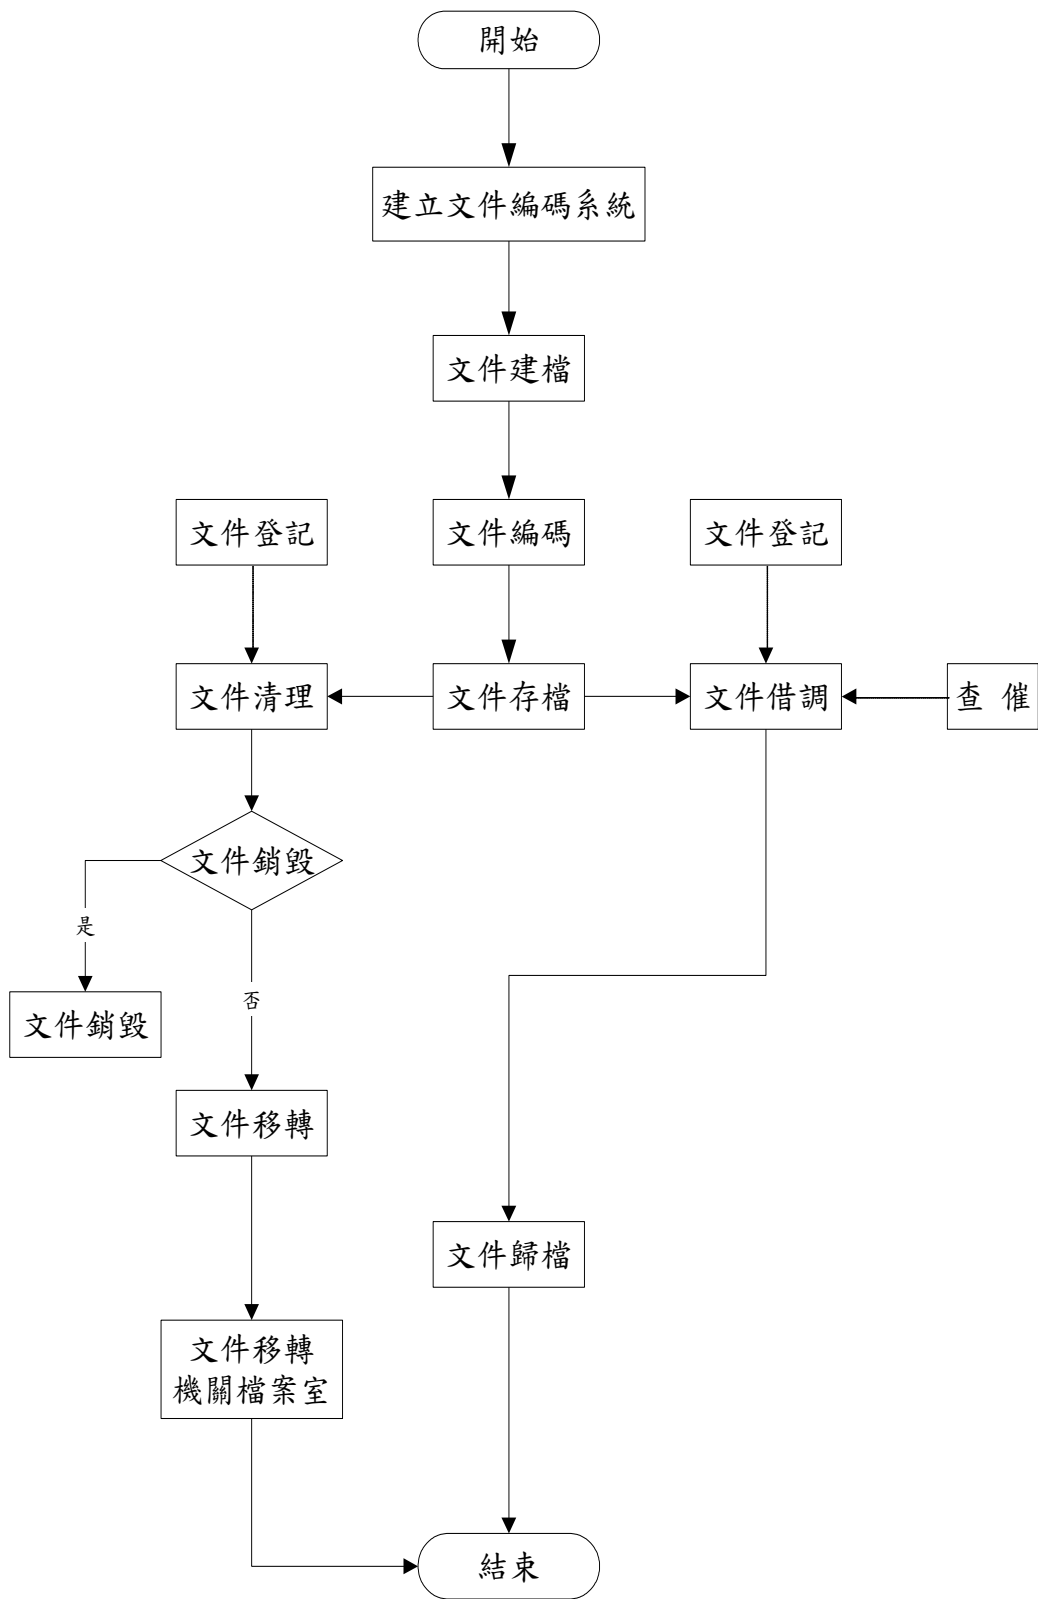 開始
建立文件編碼系統
文件建檔
文件登記
文件編碼
文件登記
文件清理
文件存檔
文件借調
查 催
文件銷毀
是
否
文件銷毀
文件移轉
文件歸檔
文件移轉
機關檔案室
結束